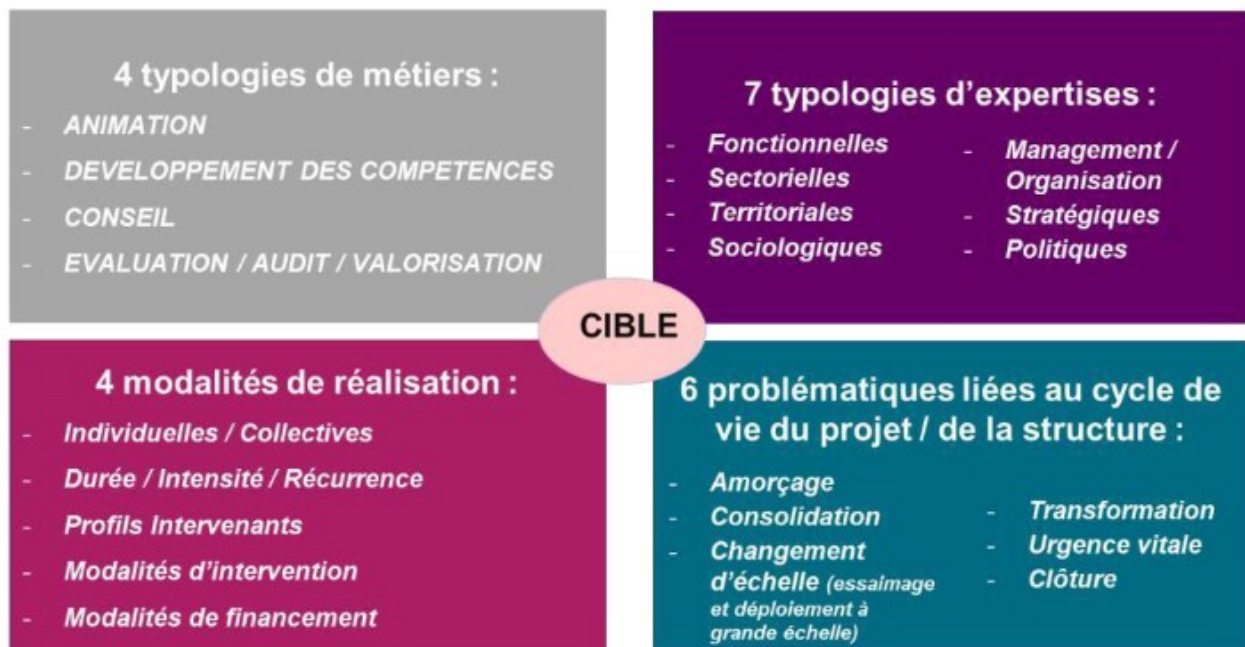 4 typologies de métiers :
- ANIMATION
- DEVELOPPEMENT DES COMPETENCES
- CONSEIL
- EVALUATION / AUDIT / VALORISATION
7 typologies d'expertises :
- Fonctionnelles
- Sectorielles
- Territoriales
- Sociologiques
- Management /
Organisation
- Stratégiques
- Politiques
CIBLE
4 modalités de réalisation :
- Individuelles / Collectives
- Durée / Intensité / Récurrence
- Profils Intervenants
- Modalités d'intervention
- Modalités de financement
6 problématiques liées au cycle de
vie du projet / de la structure :
- Amorçage
- Consolidation
- Changement
d'échelle (essaimage
et déploiement à
grande échelle)
- Transformation
- Urgence vitale
- Clôture